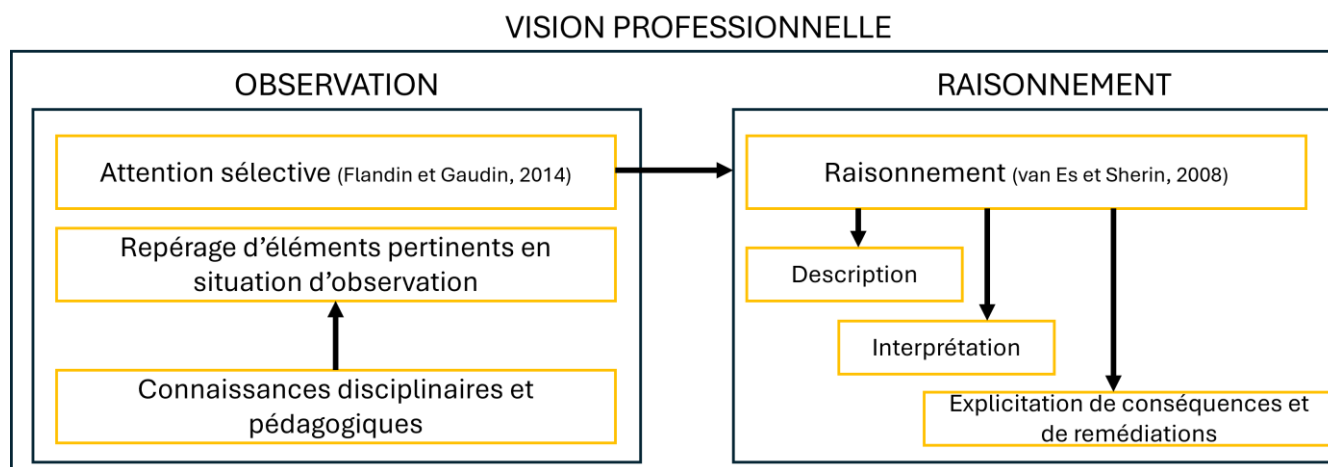 VISION PROFESSIONNELLE
OBSERVATION
Attention sélective (Flandin et Gaudin, 2014)
Repérage d'éléments pertinents en
situation d'observation
Connaissances disciplinaires et
pédagogiques
RAISONNEMENT
Raisonnement (van Es et Sherin, 2008)
Description
Interprétation
Explicitation de conséquences et
de remédiations